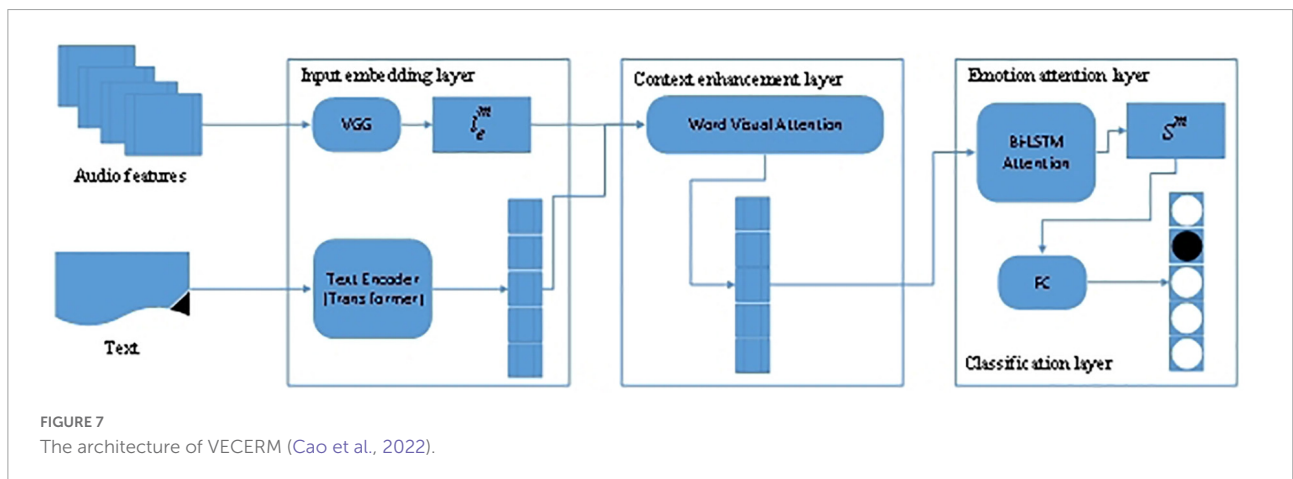 Input embedding layer
Context enhancement layer
Emotion attention layer
VGG
i_e^m
Word Visual Attention
Bi-LSTM
Attention
S^m
Audio features
Text Encoder
(Transformer)
FC
Text
Classification layer
FIGURE 7
The architecture of VECERM (Cao et al., 2022).